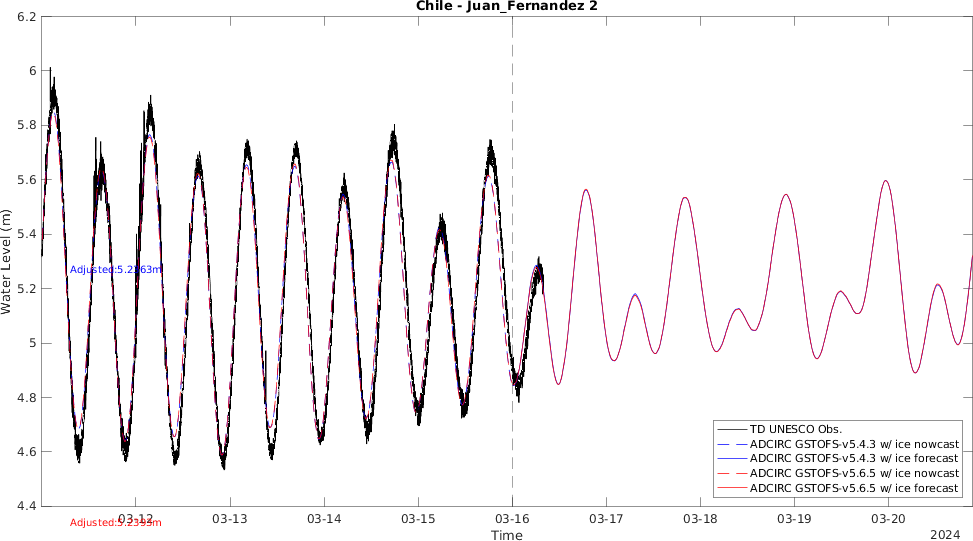 Chile - Juan_Fernandez 2
6.2
6
5.8
5.6
5.4
5.2
5
4.8
4.6
4.4
Water Level (m)
TD UNESCO Obs.
ADCIRC GSTOFS-v5.4.3 w/ ice nowcast
ADCIRC GSTOFS-v5.4.3 w/ ice forecast
ADCIRC GSTOFS-v5.6.5 w/ ice nowcast
ADCIRC GSTOFS-v5.6.5 w/ ice forecast
03-12 03-13 03-14 03-15 03-16 03-17 03-18 03-19 03-20
Time
2024